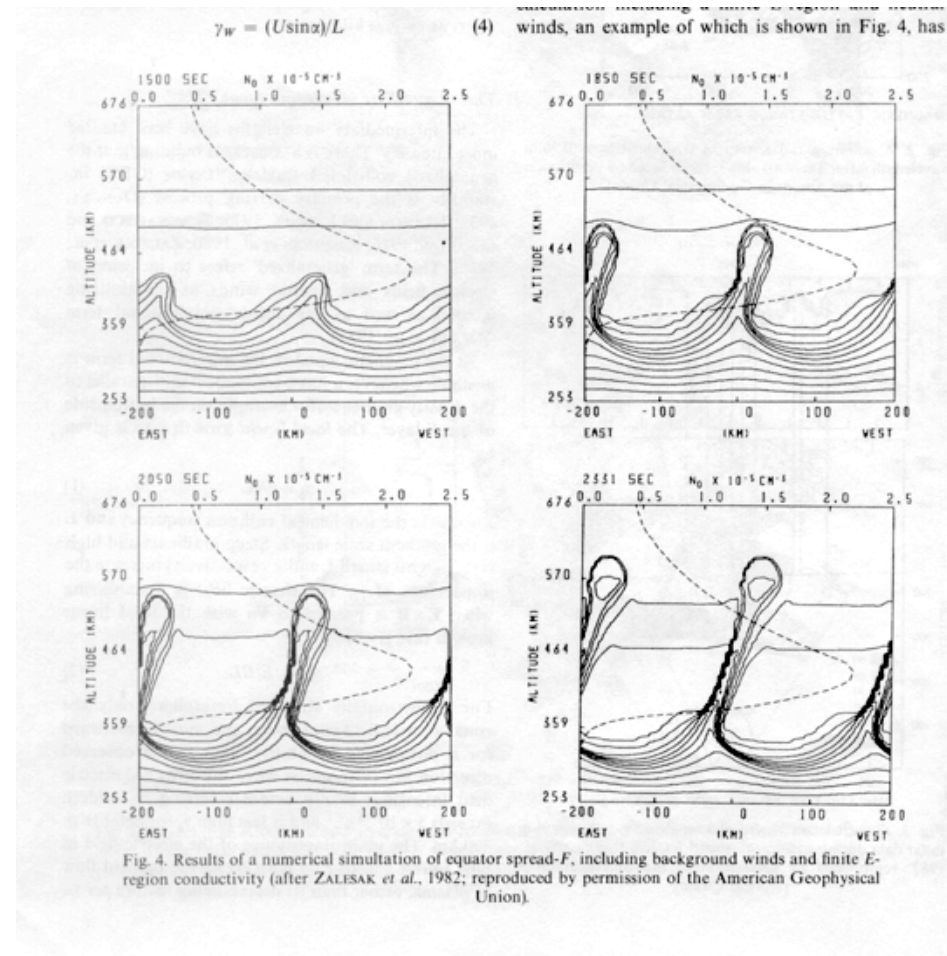 γ_W = (Usinα)/L (4)
winds, an example of which is shown in Fig. 4, has
1500 SEC N₀ X 10⁻⁵ CM⁻³
0.0 0.5 1.0 1.5 2.0 2.5
676
570
464
359
255
ALTITUDE (KM)
-200 -100 0 100 200
EAST (KM) WEST
1850 SEC N₀ X 10⁻⁵ CM⁻³
0.0 0.5 1.0 1.5 2.0 2.5
676
570
464
359
255
ALTITUDE (KM)
-200 -100 0 100 200
EAST (KM) WEST
2050 SEC N₀ X 10⁻⁵ CM⁻³
0.0 0.5 1.0 1.5 2.0 2.5
676
570
464
359
255
ALTITUDE (KM)
-200 -100 0 100 200
EAST (KM) WEST
2331 SEC N₀ X 10⁻⁵ CM⁻³
0.0 0.5 1.0 1.5 2.0 2.5
676
570
464
359
255
ALTITUDE (KM)
-200 -100 0 100 200
EAST (KM) WEST
Fig. 4. Results of a numerical simultation of equator spread-F, including background winds and finite E-
region conductivity (after ZALESAK et al., 1982; reproduced by permission of the American Geophysical
Union).